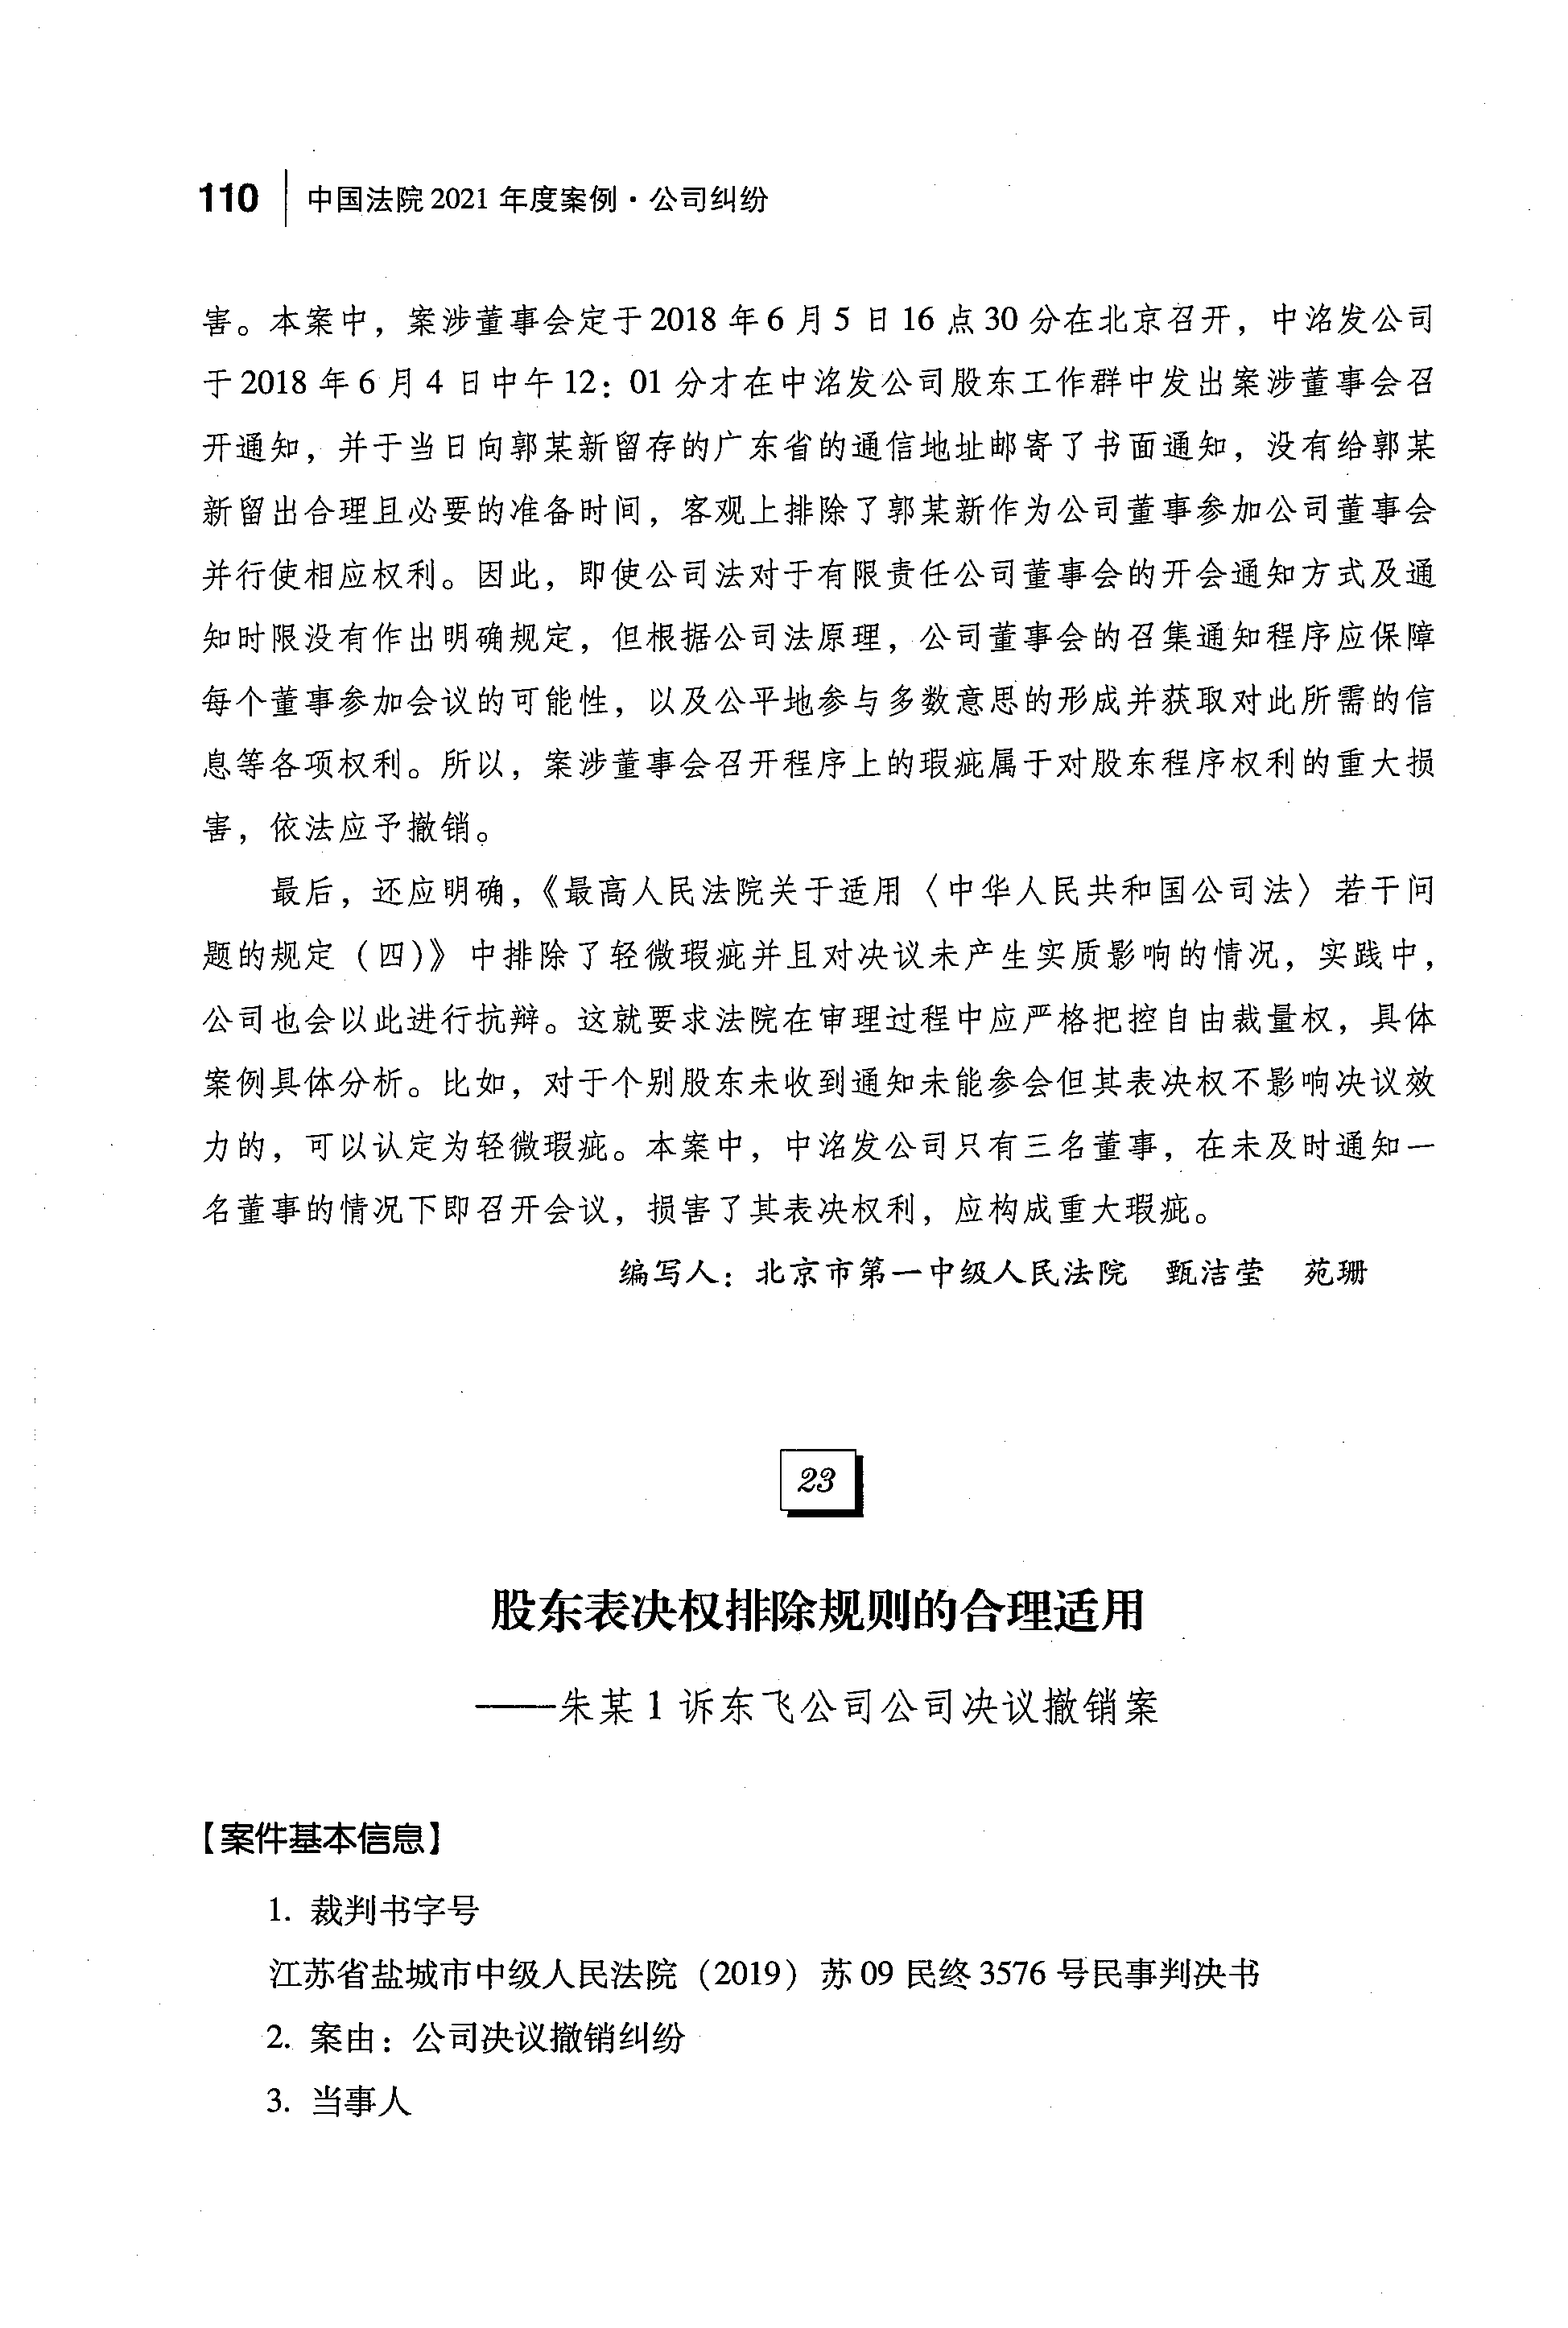 110 中国法院2021年度案例·公司纠纷
害。本案中，案涉董事会定于2018年6月5日16点30分在北京召开，中洺发公司
于2018年6月4日中午12：01分才在中洺发公司股东工作群中发出案涉董事会召
开通知，并于当日向郭某新留存的广东省的通信地址邮寄了书面通知，没有给郭某
新留出合理且必要的准备时间，客观上排除了郭某新作为公司董事参加公司董事会
并行使相应权利。因此，即使公司法对于有限责任公司董事会的开会通知方式及通
知时限没有作出明确规定，但根据公司法原理，公司董事会的召集通知程序应保障
每个董事参加会议的可能性，以及公平地参与多数意思的形成并获取对此所需的信
息等各项权利。所以，案涉董事会召开程序上的瑕疵属于对股东程序权利的重大损
害，依法应予撤销。
最后，还应明确，《最高人民法院关于适用〈中华人民共和国公司法〉若干问
题的规定（四）》中排除了轻微瑕疵并且对决议未产生实质影响的情况，实践中，
公司也会以此进行抗辩。这就要求法院在审理过程中应严格把控自由裁量权，具体
案例具体分析。比如，对于个别股东未收到通知未能参会但其表决权不影响决议效
力的，可以认定为轻微瑕疵。本案中，中洺发公司只有三名董事，在未及时通知一
名董事的情况下即召开会议，损害了其表决权利，应构成重大瑕疵。
编写人：北京市第一中级人民法院 甄洁莹 苑珊
23
股东表决权排除规则的合理适用
——朱某1诉东飞公司公司决议撤销案
【案件基本信息】
1. 裁判书字号
江苏省盐城市中级人民法院（2019）苏09民终3576号民事判决书
2. 案由：公司决议撤销纠纷
3. 当事人